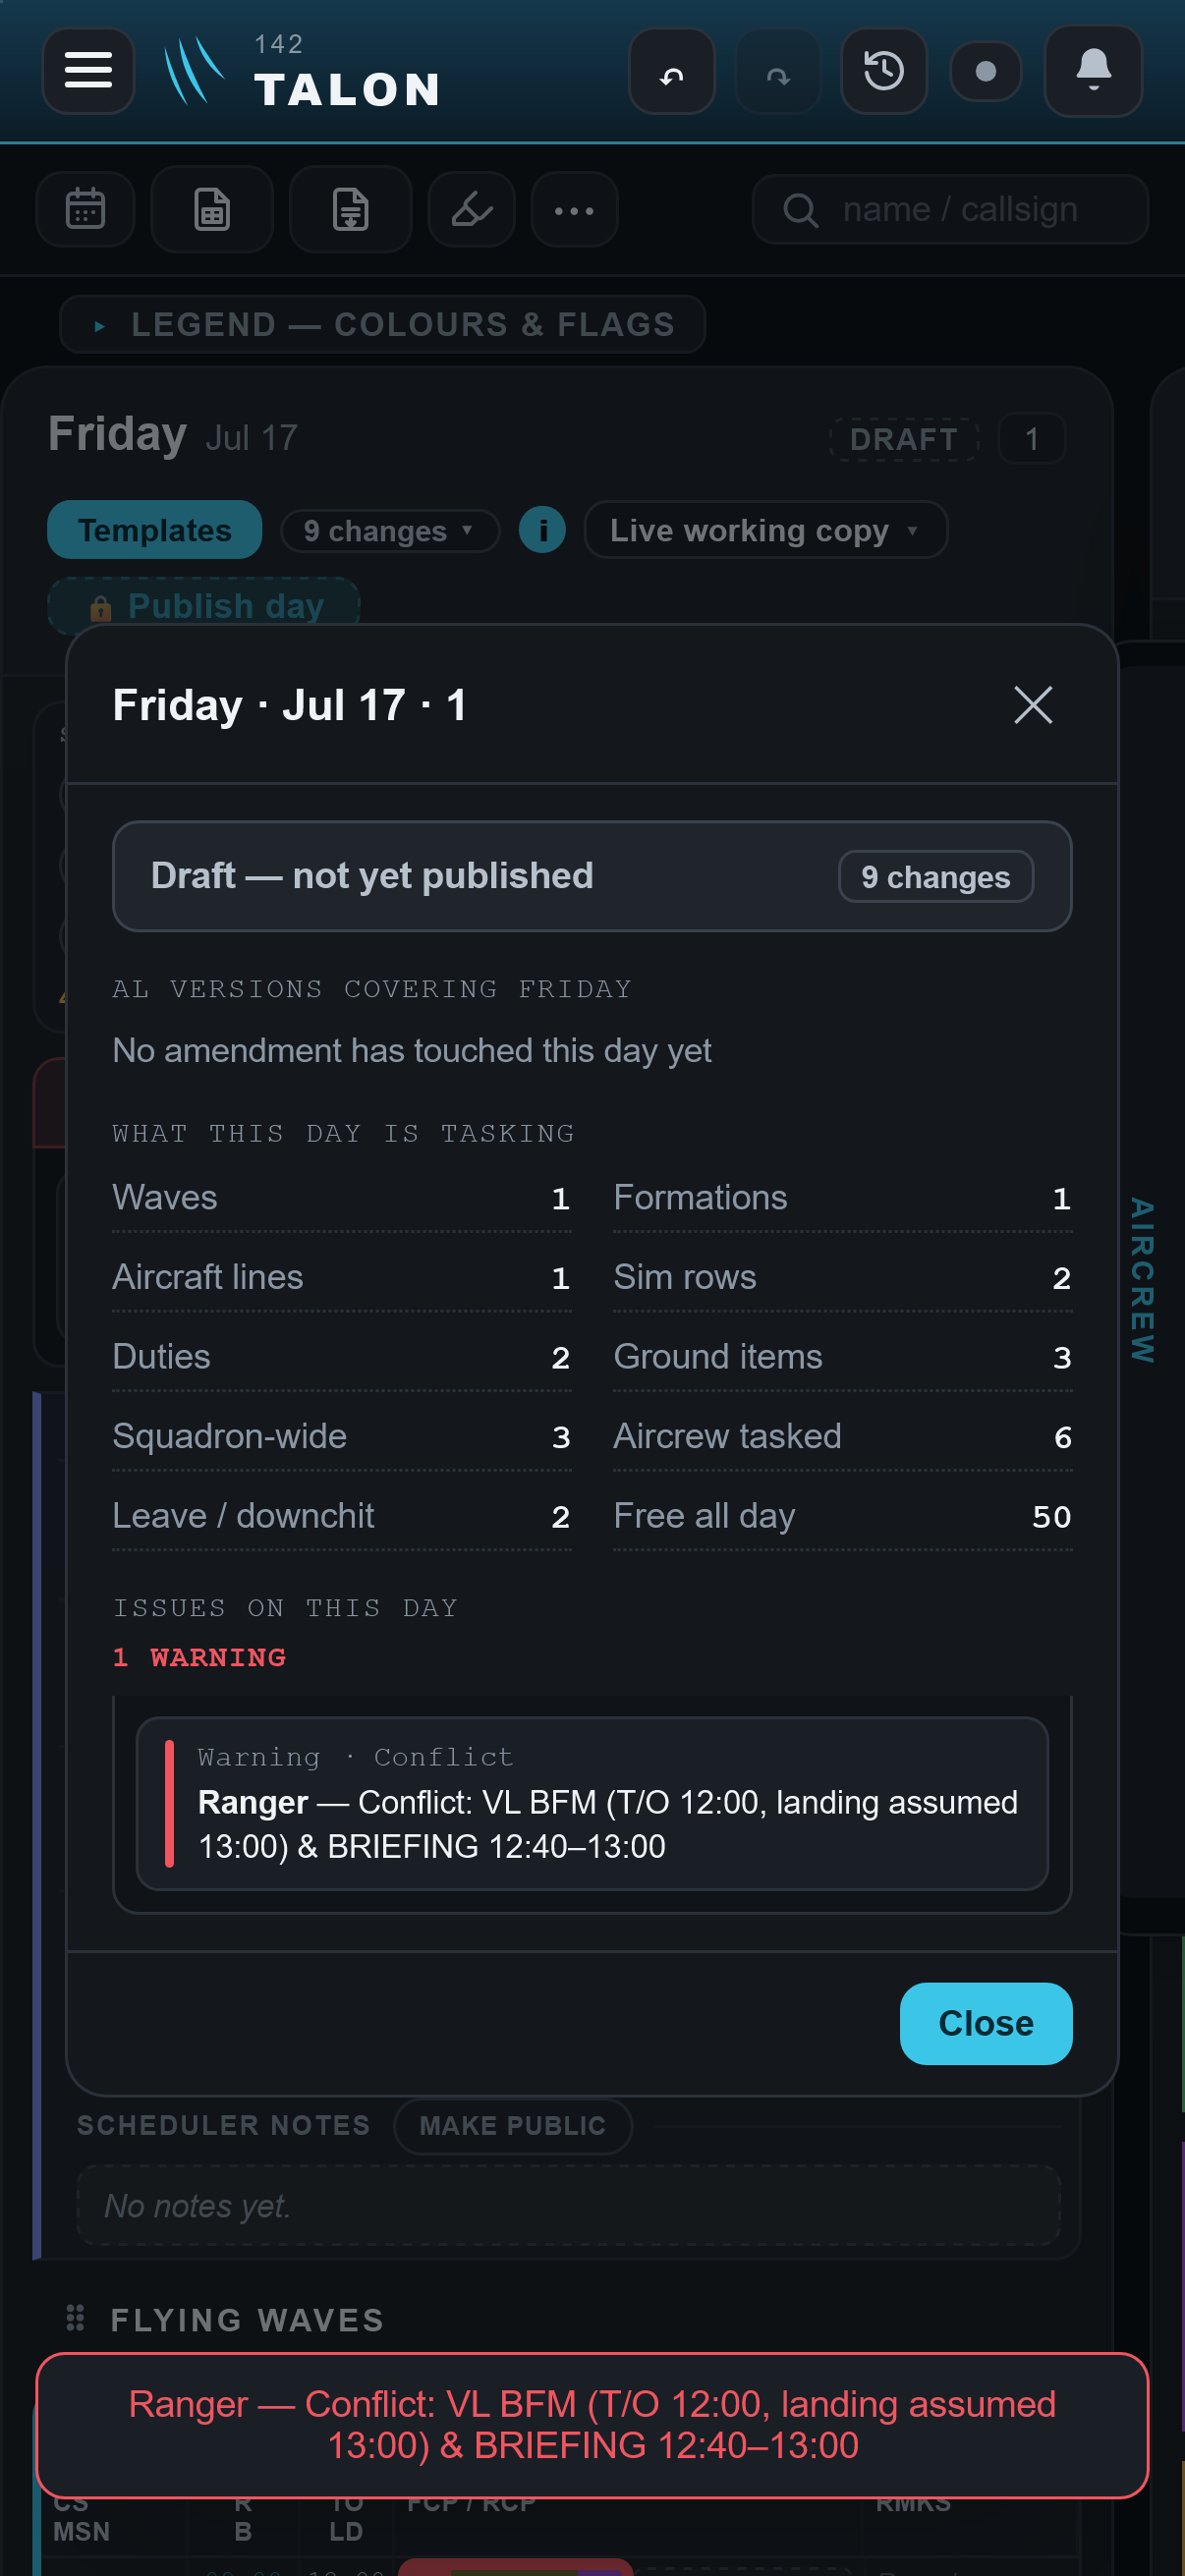 142
TALON
name / callsign
LEGEND — COLOURS & FLAGS
Friday Jul 17
DRAFT 1
Templates 9 changes i Live working copy
Publish day
Friday · Jul 17 · 1
Draft — not yet published 9 changes
AL VERSIONS COVERING FRIDAY
No amendment has touched this day yet
WHAT THIS DAY IS TASKING
Waves 1 Formations 1
Aircraft lines 1 Sim rows 2
Duties 2 Ground items 3
Squadron-wide 3 Aircrew tasked 6
Leave / downchit 2 Free all day 50
AIRCREW
ISSUES ON THIS DAY
1 WARNING
Warning · Conflict
Ranger — Conflict: VL BFM (T/O 12:00, landing assumed
13:00) & BRIEFING 12:40–13:00
Close
SCHEDULER NOTES MAKE PUBLIC
No notes yet.
FLYING WAVES
Ranger — Conflict: VL BFM (T/O 12:00, landing assumed
13:00) & BRIEFING 12:40–13:00
CS R TO FCP / RCP RMKS
MSN B LD